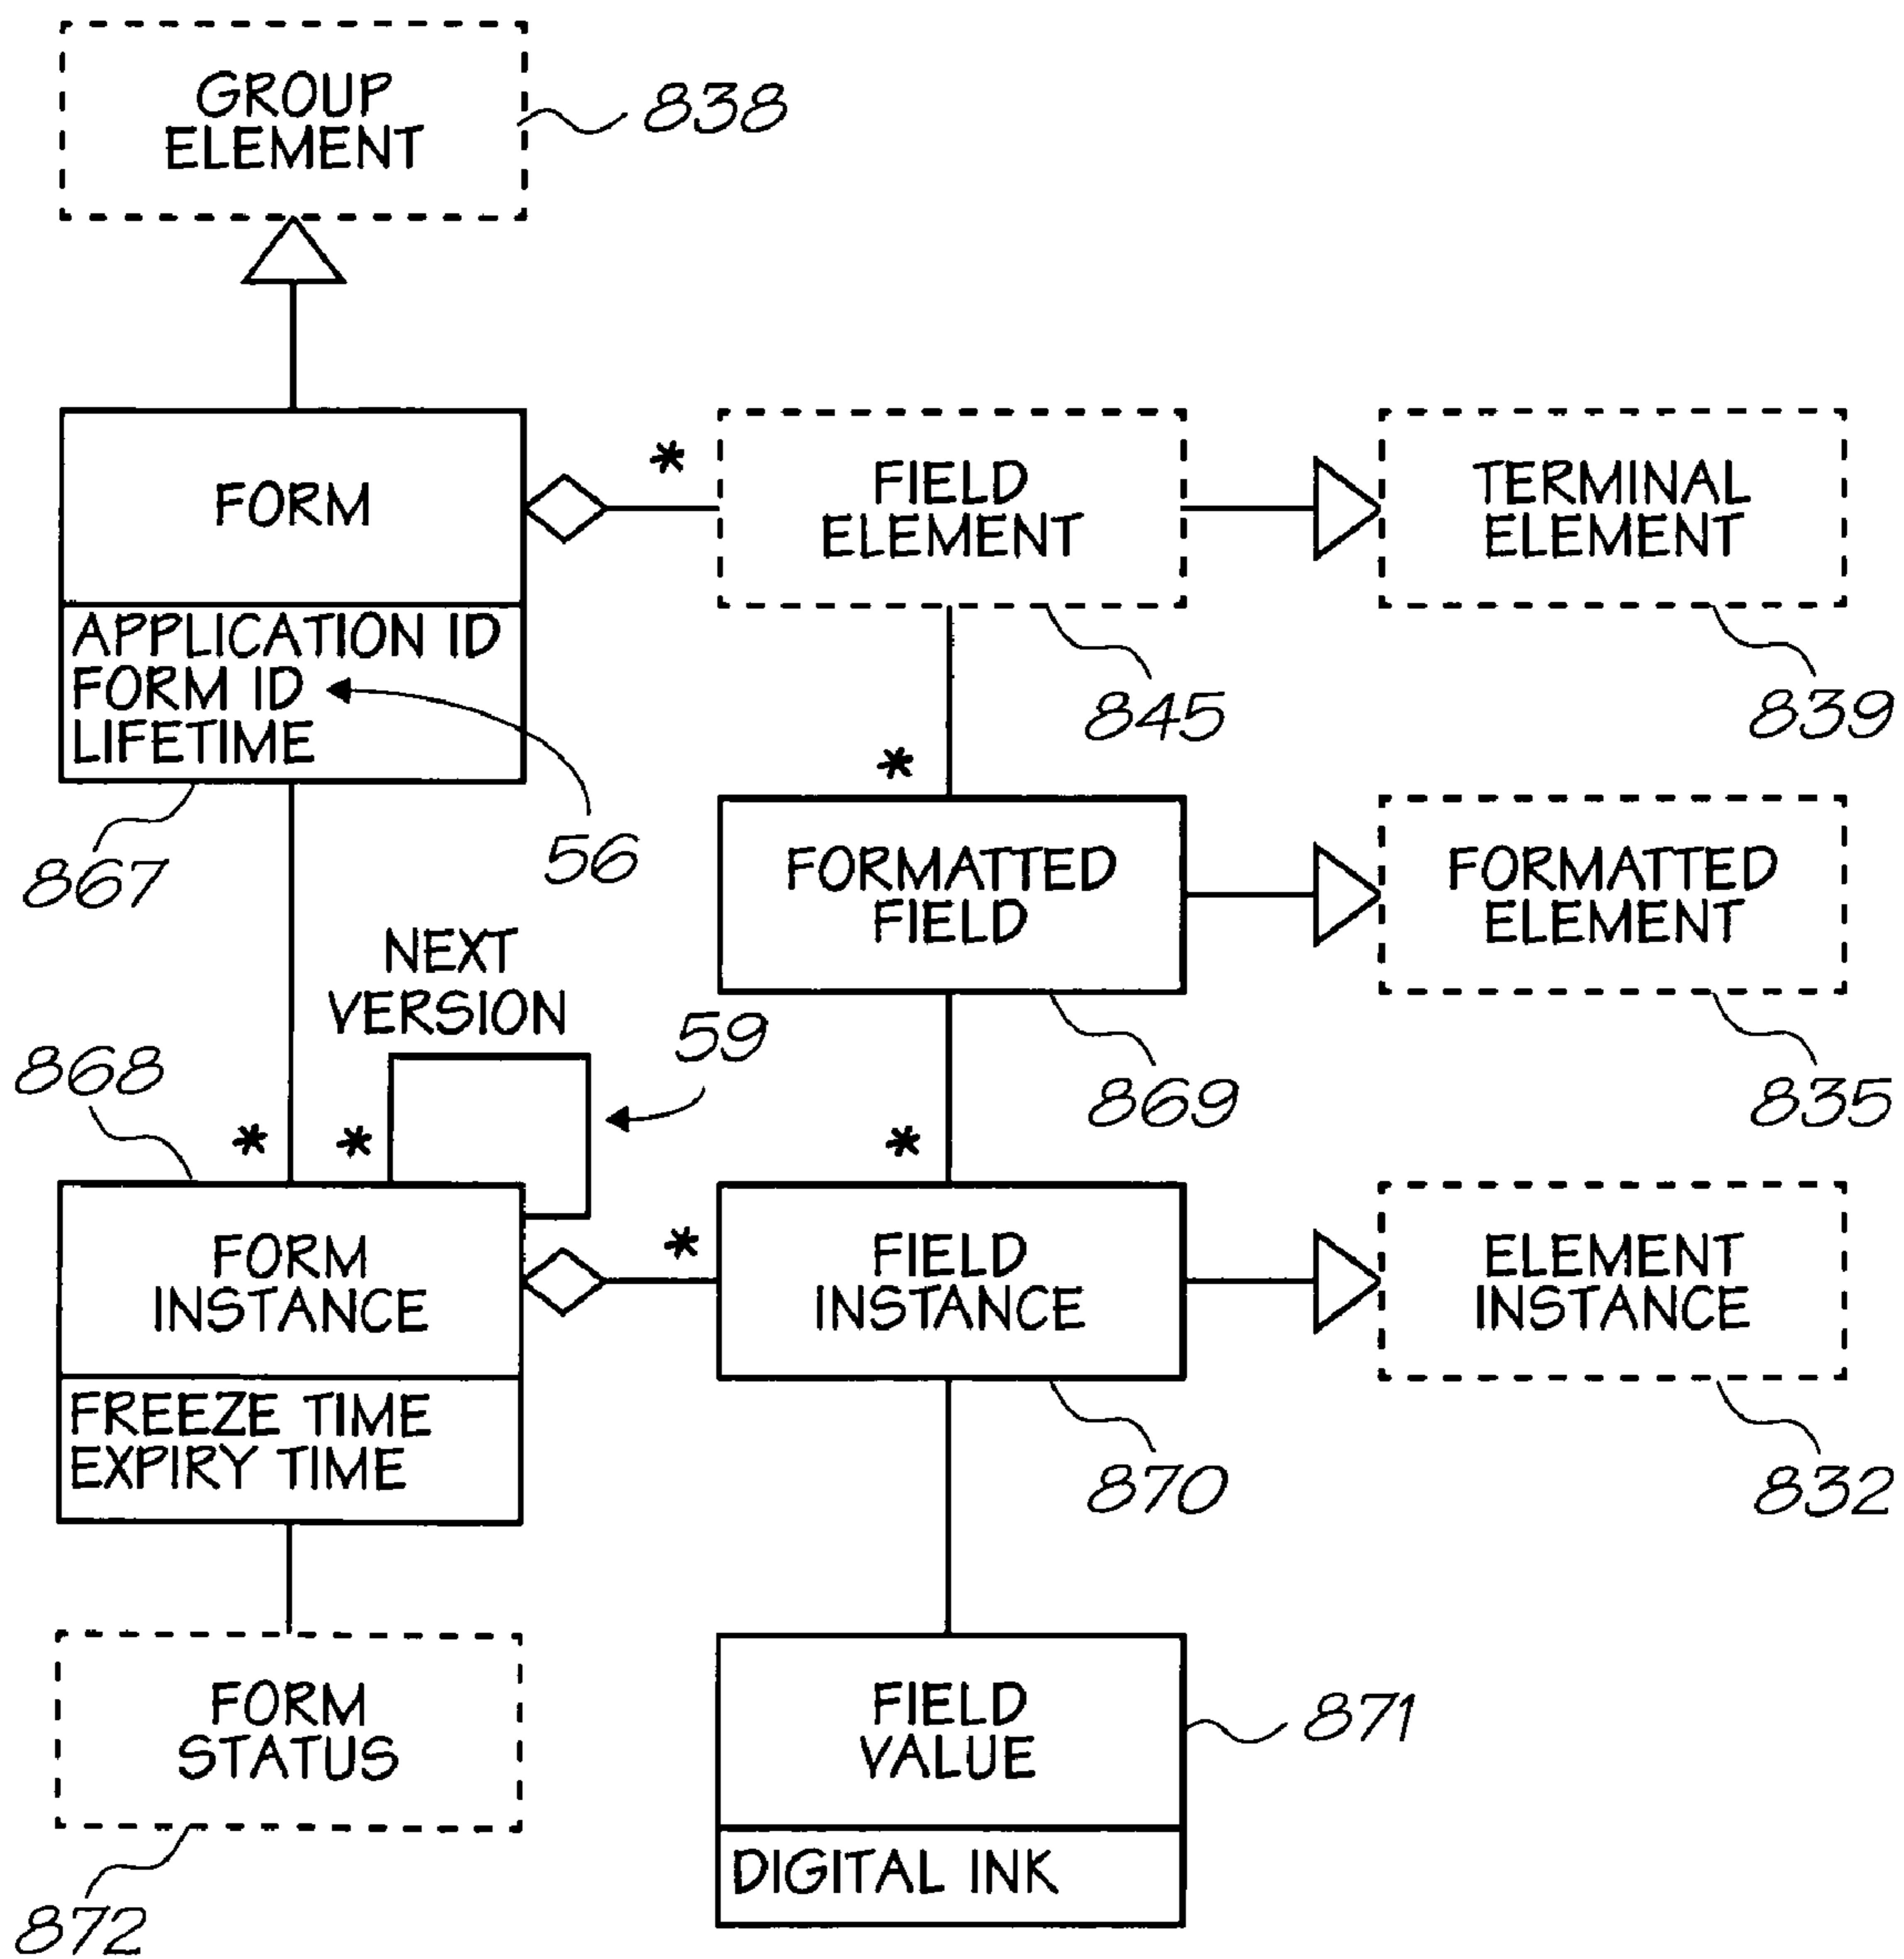 GROUP
ELEMENT
838
FORM
APPLICATION ID
FORM ID
LIFETIME
867
56
*
FIELD
ELEMENT
845
TERMINAL
ELEMENT
839
*
FORMATTED
FIELD
869
FORMATTED
ELEMENT
835
NEXT
VERSION
59
868
*
*
*
FORM
INSTANCE
FREEZE TIME
EXPIRY TIME
*
FIELD
INSTANCE
870
ELEMENT
INSTANCE
832
FORM
STATUS
872
FIELD
VALUE
DIGITAL INK
871